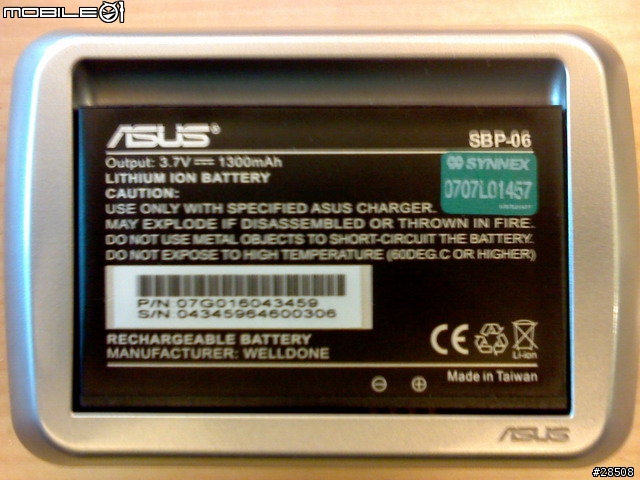 MOBILE01
ASUS®
SBP-06
Output: 3.7V 1300mAh
LITHIUM ION BATTERY
CAUTION:
USE ONLY WITH SPECIFIED ASUS CHARGER.
MAY EXPLODE IF DISASSEMBLED OR THROWN IN FIRE.
DO NOT USE METAL OBJECTS TO SHORT-CIRCUIT THE BATTERY.
DO NOT EXPOSE TO HIGH TEMPERATURE (60DEG.C OR HIGHER)
SYNNEX
0707L01457
P/N:07G016043459
S/N:04345964600306
RECHARGEABLE BATTERY
MANUFACTURER: WELLDONE
CE
Li-ion
Made in Taiwan
ASUS
#28508